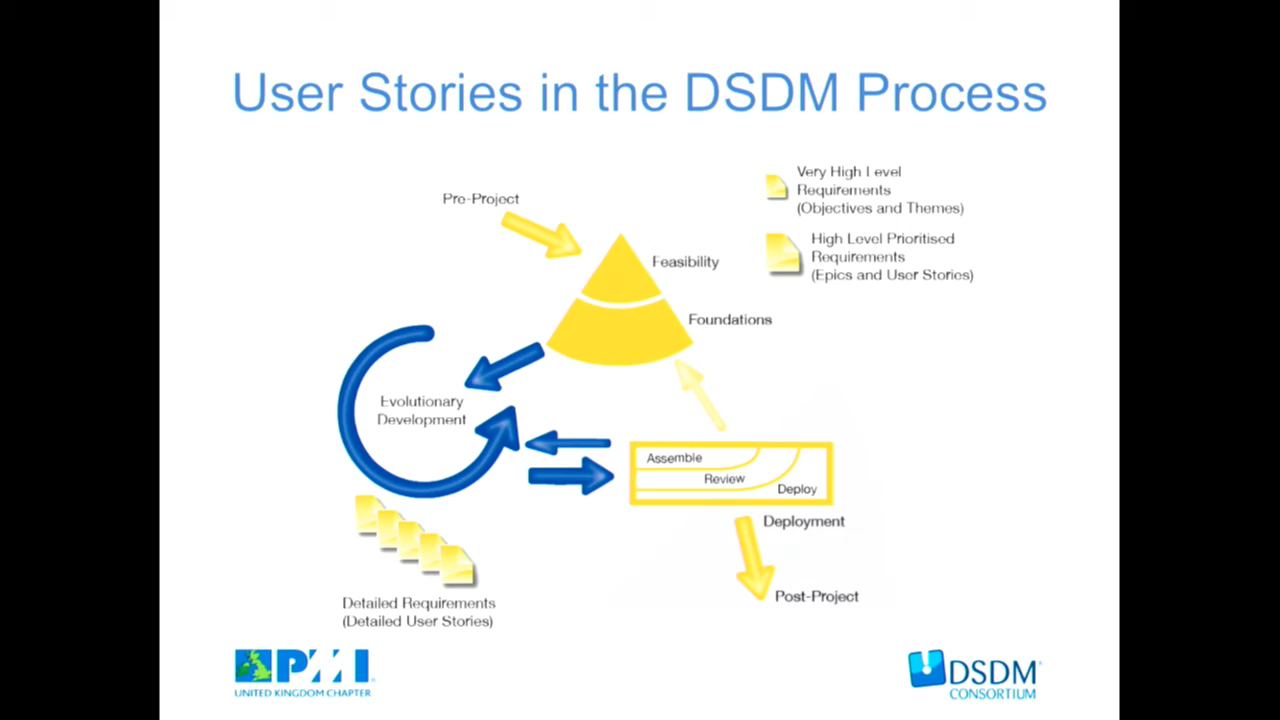 User Stories in the DSDM Process
Very High Level
Requirements
(Objectives and Themes)
Pre-Project
High Level Prioritised
Requirements
(Epics and User Stories)
Feasibility
Foundations
Evolutionary
Development
Assemble
Review
Deploy
Deployment
Post-Project
Detailed Requirements
(Detailed User Stories)
PMI
UNITED KINGDOM CHAPTER
DSDM
CONSORTIUM